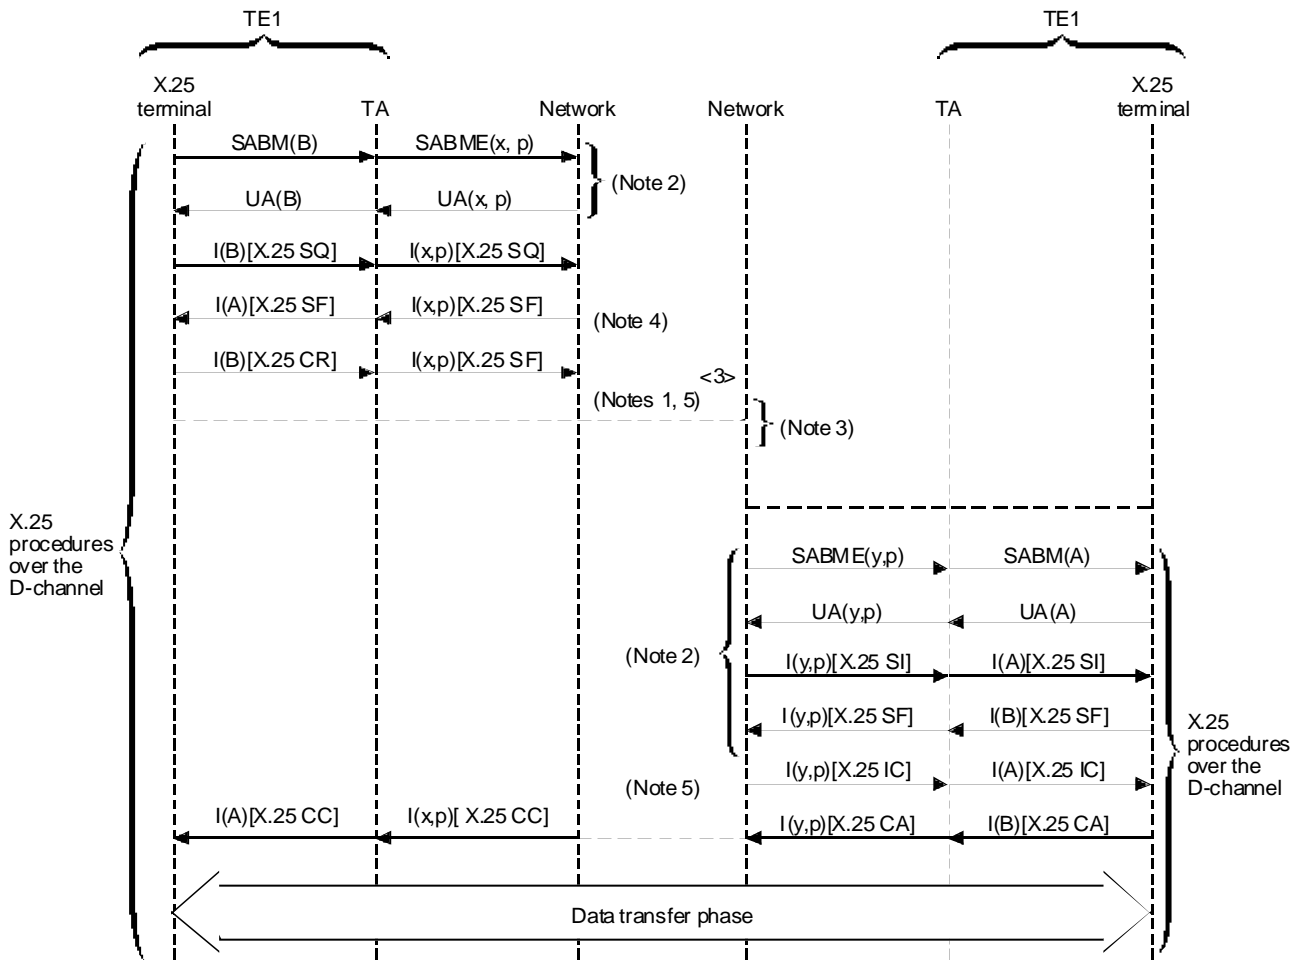 TE1
TE1
X.25
terminal
TA
Network
Network
TA
X.25
terminal
SABM(B)
SABME(x, p)
(Note 2)
UA(B)
UA(x, p)
I(B)[X.25 SQ]
I(x,p)[X.25 SQ]
I(A)[X.25 SF]
I(x,p)[X.25 SF]
(Note 4)
I(B)[X.25 CR]
I(x,p)[X.25 SF]
<3>
(Notes 1, 5)
(Note 3)
X.25
procedures
over the
D-channel
SABME(y,p)
SABM(A)
UA(y,p)
UA(A)
(Note 2)
I(y,p)[X.25 SI]
I(A)[X.25 SI]
I(y,p)[X.25 SF]
I(B)[X.25 SF]
X.25
procedures
over the
D-channel
(Note 5)
I(y,p)[X.25 IC]
I(A)[X.25 IC]
I(A)[X.25 CC]
I(x,p)[ X.25 CC]
I(y,p)[X.25 CA]
I(B)[X.25 CA]
Data transfer phase